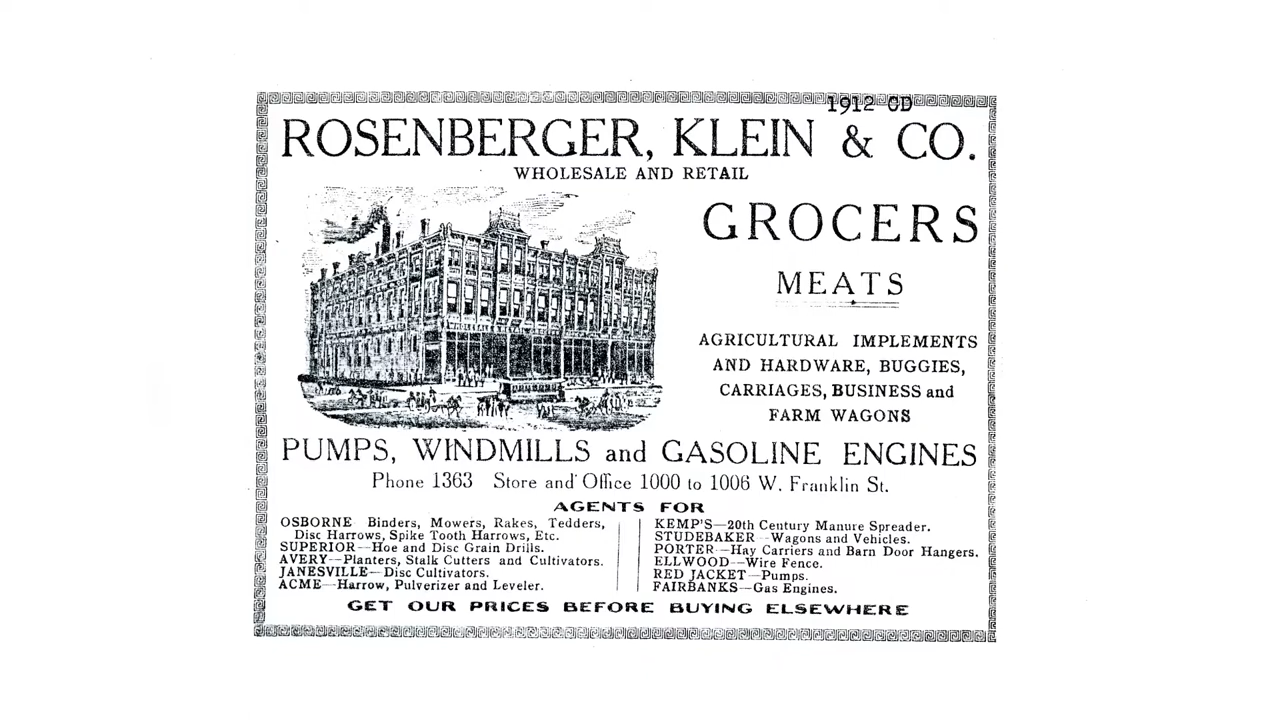 1912 CD
ROSENBERGER, KLEIN & CO.
WHOLESALE AND RETAIL
GROCERS
MEATS
AGRICULTURAL IMPLEMENTS
AND HARDWARE, BUGGIES,
CARRIAGES, BUSINESS and
FARM WAGONS
PUMPS, WINDMILLS and GASOLINE ENGINES
Phone 1363 Store and Office 1000 to 1006 W. Franklin St.
AGENTS FOR
OSBORNE Binders, Mowers, Rakes, Tedders,
Disc Harrows, Spike Tooth Harrows, Etc.
SUPERIOR—Hoe and Disc Grain Drills.
AVERY—Planters, Stalk Cutters and Cultivators.
JANESVILLE—Disc Cultivators.
ACME—Harrow, Pulverizer and Leveler.
KEMP'S—20th Century Manure Spreader.
STUDEBAKER—Wagons and Vehicles.
PORTER—Hay Carriers and Barn Door Hangers.
ELLWOOD—Wire Fence.
RED JACKET—Pumps.
FAIRBANKS—Gas Engines.
GET OUR PRICES BEFORE BUYING ELSEWHERE